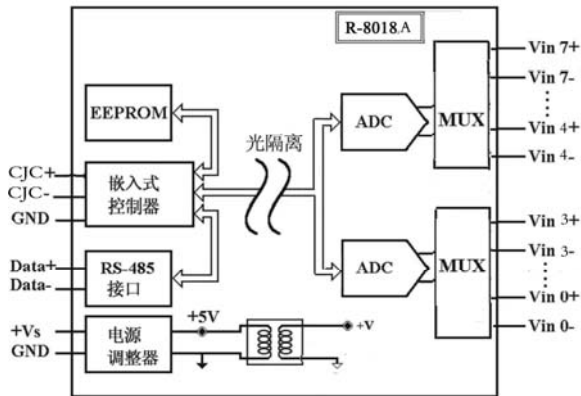 R-8018A
EEPROM
CJC+
CJC-
GND
嵌入式
控制器
光隔离
Data+
Data-
RS-485
接口
+Vs
GND
电源
调整器
+5V
+V
ADC
MUX
Vin 7+
Vin 7-
Vin 4+
Vin 4-
ADC
MUX
Vin 3+
Vin 3-
Vin 0+
Vin 0-